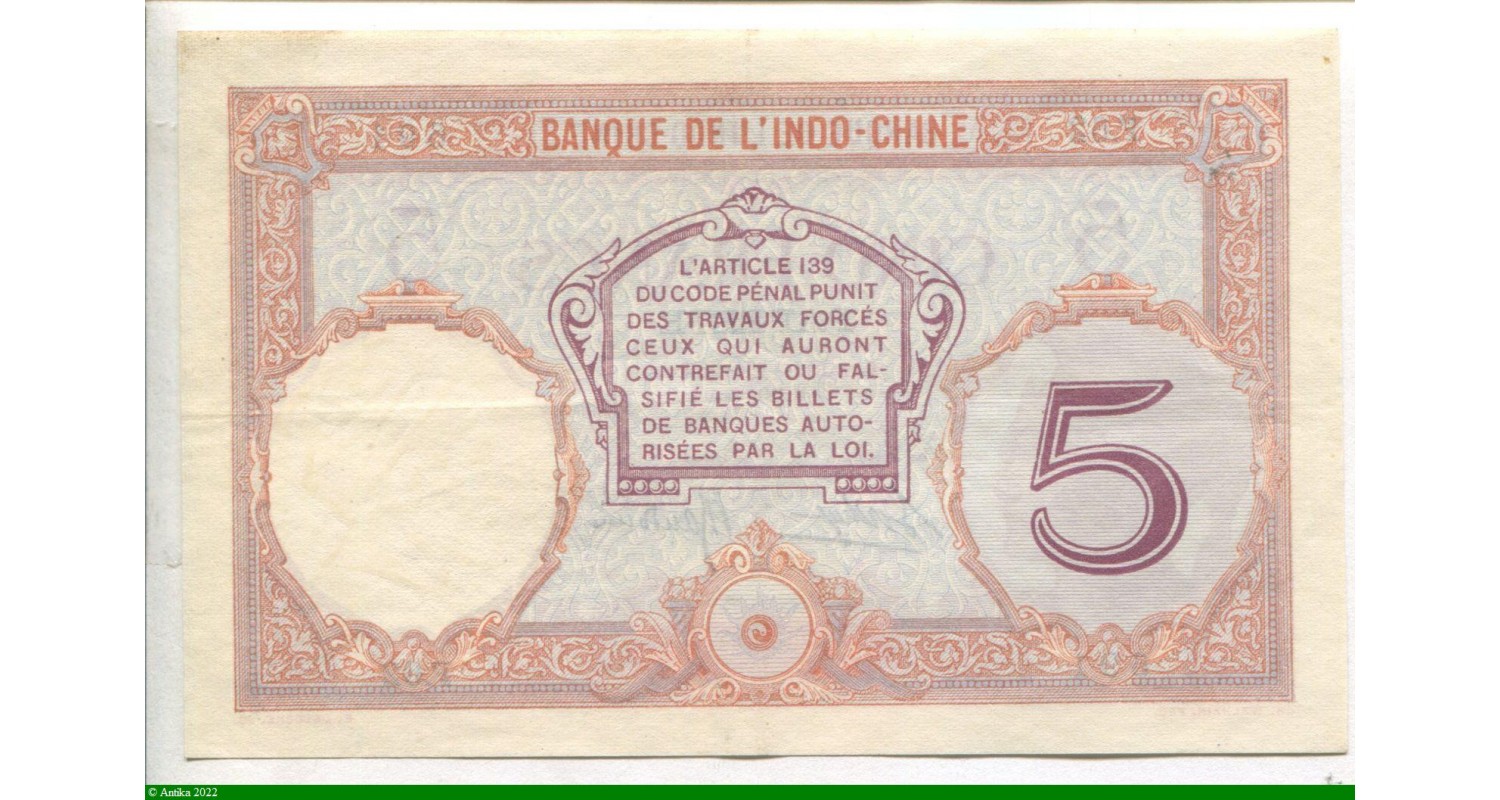 BANQUE DE L'INDO-CHINE
L'ARTICLE 139
DU CODE PÉNAL PUNIT
DES TRAVAUX FORCÉS
CEUX QUI AURONT
CONTREFAIT OU FAL-
SIFIÉ LES BILLETS
DE BANQUES AUTO-
RISÉES PAR LA LOI.
5
© Antika 2022